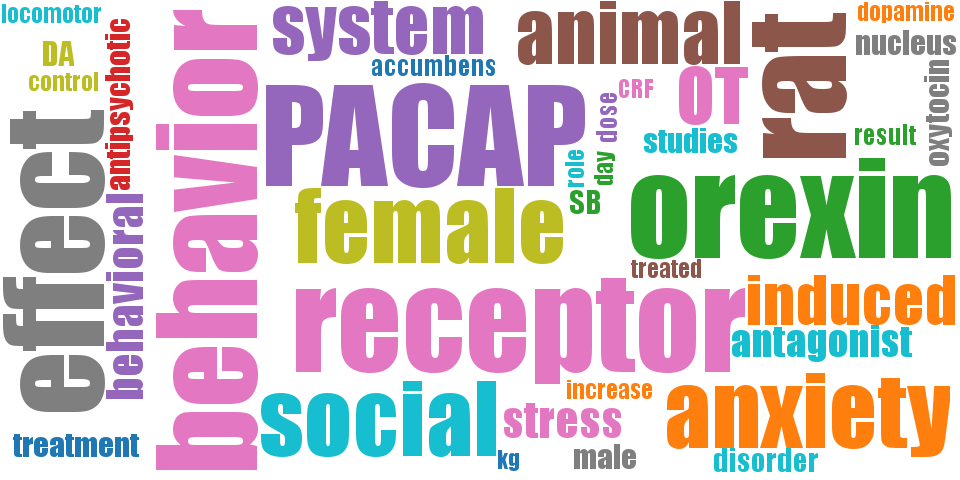 locomotor
DA
control
antipsychotic
effect
behavioral
treatment
behavior
system
accumbens
PACAP
dose
CRF
role
day
SB
female
animal
OT
studies
rat
dopamine
nucleus
oxytocin
result
orexin
treated
receptor
induced
antagonist
social
increase
stress
kg
male
anxiety
disorder